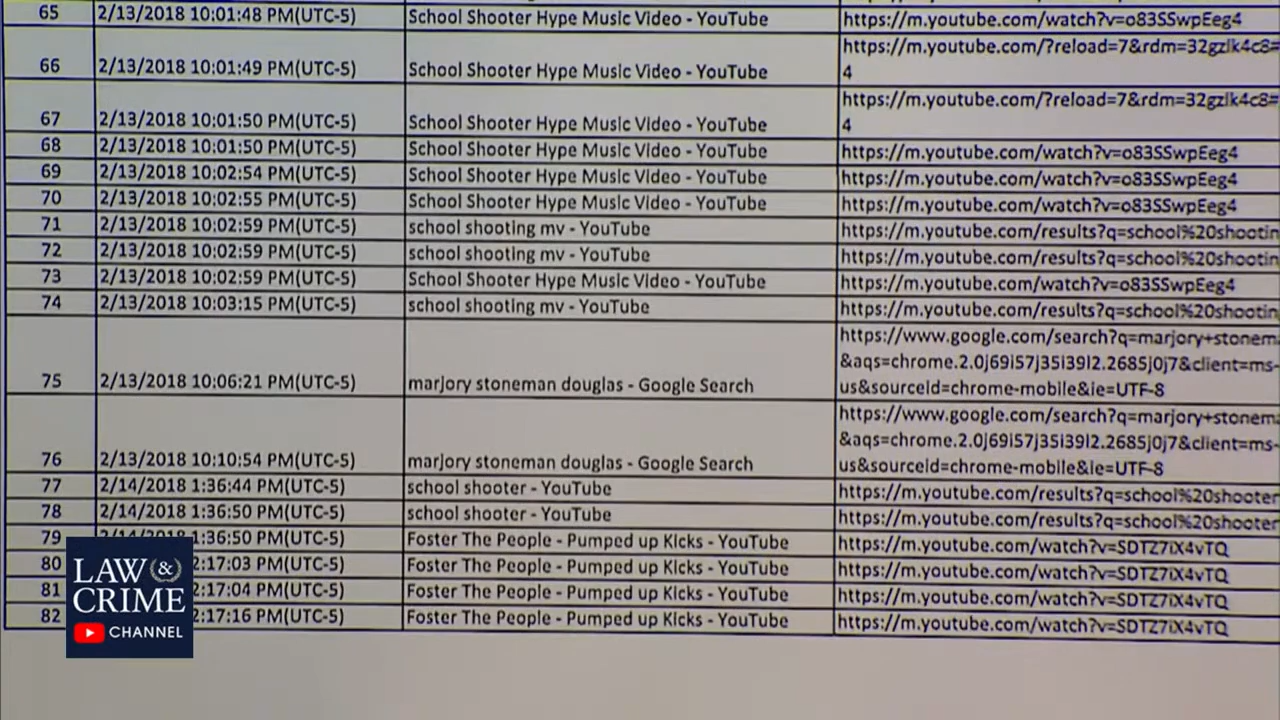 65 2/13/2018 10:01:48 PM(UTC-5) School Shooter Hype Music Video - YouTube https://m.youtube.com/watch?v=o83SSwpEeg4
66 2/13/2018 10:01:49 PM(UTC-5) School Shooter Hype Music Video - YouTube https://m.youtube.com/?reload=7&rdm=32gzlk4c8=
4
67 2/13/2018 10:01:50 PM(UTC-5) School Shooter Hype Music Video - YouTube https://m.youtube.com/?reload=7&rdm=32gzlk4c8=
4
68 2/13/2018 10:01:50 PM(UTC-5) School Shooter Hype Music Video - YouTube https://m.youtube.com/watch?v=o83SSwpEeg4
69 2/13/2018 10:02:54 PM(UTC-5) School Shooter Hype Music Video - YouTube https://m.youtube.com/watch?v=o83SSwpEeg4
70 2/13/2018 10:02:55 PM(UTC-5) School Shooter Hype Music Video - YouTube https://m.youtube.com/watch?v=o83SSwpEeg4
71 2/13/2018 10:02:59 PM(UTC-5) school shooting mv - YouTube https://m.youtube.com/results?q=school%20shootin
72 2/13/2018 10:02:59 PM(UTC-5) school shooting mv - YouTube https://m.youtube.com/results?q=school%20shootin
73 2/13/2018 10:02:59 PM(UTC-5) School Shooter Hype Music Video - YouTube https://m.youtube.com/watch?v=o83SSwpEeg4
74 2/13/2018 10:03:15 PM(UTC-5) school shooting mv - YouTube https://m.youtube.com/results?q=school%20shootin
75 2/13/2018 10:06:21 PM(UTC-5) marjory stoneman douglas - Google Search https://www.google.com/search?q=marjory+stonem
&aqs=chrome.2.0j69i57j35i39l2.2685j0j7&client=ms-
us&sourceid=chrome-mobile&ie=UTF-8
76 2/13/2018 10:10:54 PM(UTC-5) marjory stoneman douglas - Google Search https://www.google.com/search?q=marjory+stonem
&aqs=chrome.2.0j69i57j35i39l2.2685j0j7&client=ms-
us&sourceid=chrome-mobile&ie=UTF-8
77 2/14/2018 1:36:44 PM(UTC-5) school shooter - YouTube https://m.youtube.com/results?q=school%20shooter
78 2/14/2018 1:36:50 PM(UTC-5) school shooter - YouTube https://m.youtube.com/results?q=school%20shooter
79 2/14/2018 1:36:50 PM(UTC-5) Foster The People - Pumped up Kicks - YouTube https://m.youtube.com/watch?v=SDTZ7iX4vTQ
80 2:17:03 PM(UTC-5) Foster The People - Pumped up Kicks - YouTube https://m.youtube.com/watch?v=SDTZ7iX4vTQ
81 2:17:04 PM(UTC-5) Foster The People - Pumped up Kicks - YouTube https://m.youtube.com/watch?v=SDTZ7iX4vTQ
82 2:17:16 PM(UTC-5) Foster The People - Pumped up Kicks - YouTube https://m.youtube.com/watch?v=SDTZ7iX4vTQ
LAW &
CRIME
CHANNEL